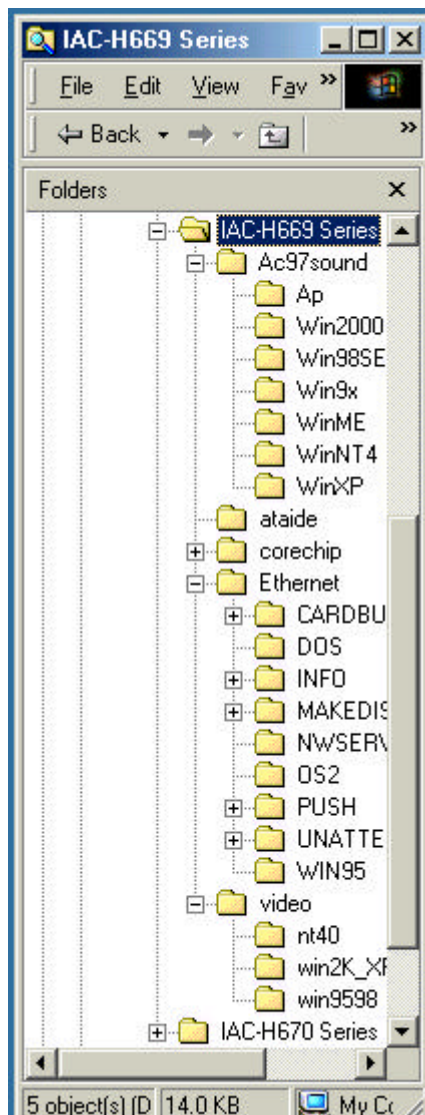 IAC-H669 Series
File Edit View Fav »
Back »
Folders
IAC-H669 Series
Ac97sound
Ap
Win2000
Win98SE
Win9x
WinME
WinNT4
WinXP
ataide
corechip
Ethernet
CARDBU
DOS
INFO
MAKEDIS
NWSERV
OS2
PUSH
UNATTE
WIN95
video
nt40
win2K_XF
win9598
IAC-H670 Series
5 object(s) (D 14.0 KB My Co